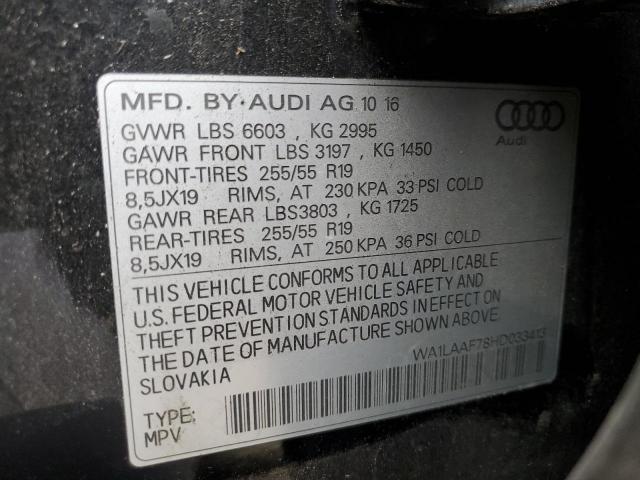 MFD. BY·AUDI AG 10 16
Audi
GVWR LBS 6603 , KG 2995
GAWR FRONT LBS 3197 , KG 1450
FRONT-TIRES 255/55 R19
8,5JX19 RIMS, AT 230 KPA 33 PSI COLD
GAWR REAR LBS3803 , KG 1725
REAR-TIRES 255/55 R19
8,5JX19 RIMS, AT 250 KPA 36 PSI COLD
THIS VEHICLE CONFORMS TO ALL APPLICABLE
U.S. FEDERAL MOTOR VEHICLE SAFETY AND
THEFT PREVENTION STANDARDS IN EFFECT ON
THE DATE OF MANUFACTURE SHOWN ABOVE.
SLOVAKIA
WA1LAAF78HD033413
TYPE:
MPV